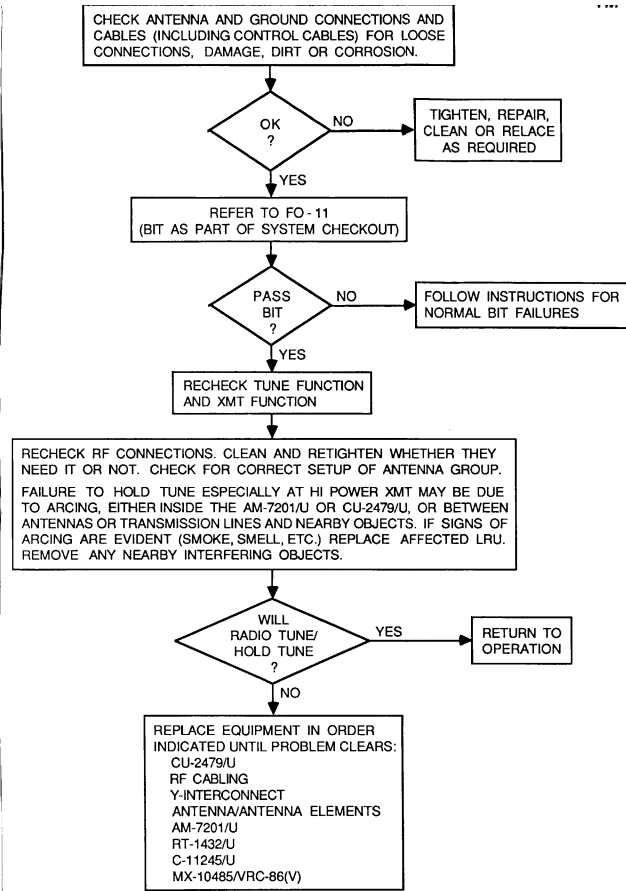 CHECK ANTENNA AND GROUND CONNECTIONS AND
CABLES (INCLUDING CONTROL CABLES) FOR LOOSE
CONNECTIONS, DAMAGE, DIRT OR CORROSION.
OK
?
NO
TIGHTEN, REPAIR,
CLEAN OR RELACE
AS REQUIRED
YES
REFER TO FO-11
(BIT AS PART OF SYSTEM CHECKOUT)
PASS
BIT
?
NO
FOLLOW INSTRUCTIONS FOR
NORMAL BIT FAILURES
YES
RECHECK TUNE FUNCTION
AND XMT FUNCTION
RECHECK RF CONNECTIONS. CLEAN AND RETIGHTEN WHETHER THEY
NEED IT OR NOT. CHECK FOR CORRECT SETUP OF ANTENNA GROUP.
FAILURE TO HOLD TUNE ESPECIALLY AT HI POWER XMT MAY BE DUE
TO ARCING, EITHER INSIDE THE AM-7201/U OR CU-2479/U, OR BETWEEN
ANTENNAS OR TRANSMISSION LINES AND NEARBY OBJECTS. IF SIGNS OF
ARCING ARE EVIDENT (SMOKE, SMELL, ETC.) REPLACE AFFECTED LRU.
REMOVE ANY NEARBY INTERFERING OBJECTS.
WILL
RADIO TUNE/
HOLD TUNE
?
YES
RETURN TO
OPERATION
NO
REPLACE EQUIPMENT IN ORDER
INDICATED UNTIL PROBLEM CLEARS:
CU-2479/U
RF CABLING
Y-INTERCONNECT
ANTENNA/ANTENNA ELEMENTS
AM-7201/U
RT-1432/U
C-11245/U
MX-10485/VRC-86(V)